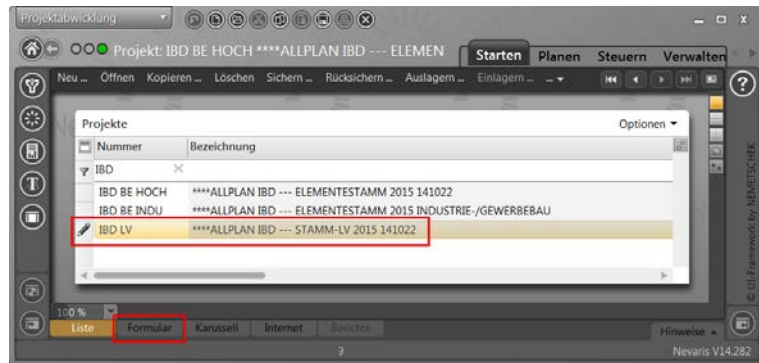 Projektabwicklung
Projekt: IBD BE HOCH ****ALLPLAN IBD --- ELEMEN
Starten Planen Steuern Verwalten
Neu ... Öffnen Kopieren ... Löschen Sichern ... Rücksichern ... Auslagern ... Einlagern ... ...
Projekte Optionen
Nummer Bezeichnung
IBD
IBD BE HOCH ****ALLPLAN IBD --- ELEMENTESTAMM 2015 141022
IBD BE INDU ****ALLPLAN IBD --- ELEMENTESTAMM 2015 INDUSTRIE-/GEWERBEBAU
IBD LV ****ALLPLAN IBD --- STAMM-LV 2015 141022
100 %
Liste Formular Karussell Internet Berichte
Hinweise
3
Nevaris V14.282
© UI-Framework by NEMETSCHEK